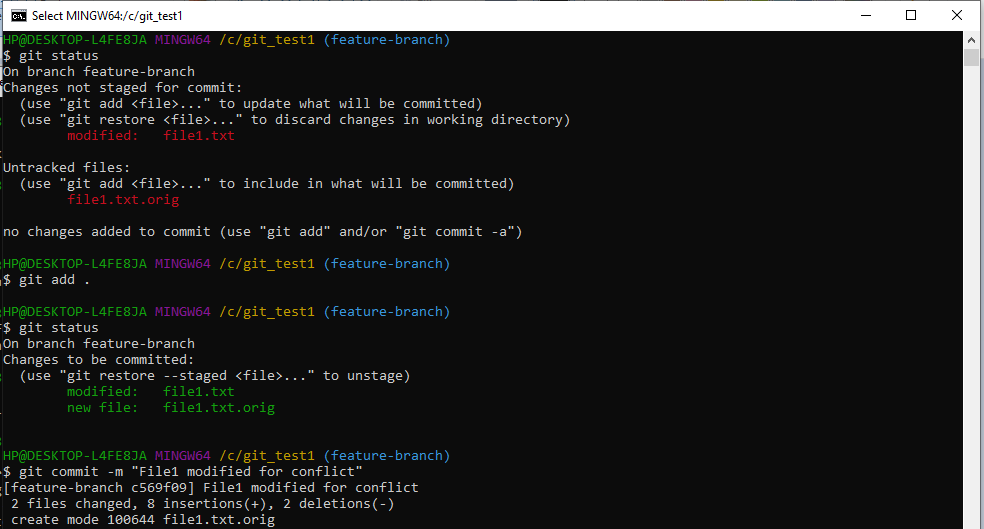 Select MINGW64:/c/git_test1
HP@DESKTOP-L4FE8JA MINGW64 /c/git_test1 (feature-branch)
$ git status
On branch feature-branch
Changes not staged for commit:
  (use "git add <file>..." to update what will be committed)
  (use "git restore <file>..." to discard changes in working directory)
        modified:   file1.txt

Untracked files:
  (use "git add <file>..." to include in what will be committed)
        file1.txt.orig

no changes added to commit (use "git add" and/or "git commit -a")

HP@DESKTOP-L4FE8JA MINGW64 /c/git_test1 (feature-branch)
$ git add .

HP@DESKTOP-L4FE8JA MINGW64 /c/git_test1 (feature-branch)
$ git status
On branch feature-branch
Changes to be committed:
  (use "git restore --staged <file>..." to unstage)
        modified:   file1.txt
        new file:   file1.txt.orig


HP@DESKTOP-L4FE8JA MINGW64 /c/git_test1 (feature-branch)
$ git commit -m "File1 modified for conflict"
[feature-branch c569f09] File1 modified for conflict
 2 files changed, 8 insertions(+), 2 deletions(-)
 create mode 100644 file1.txt.orig